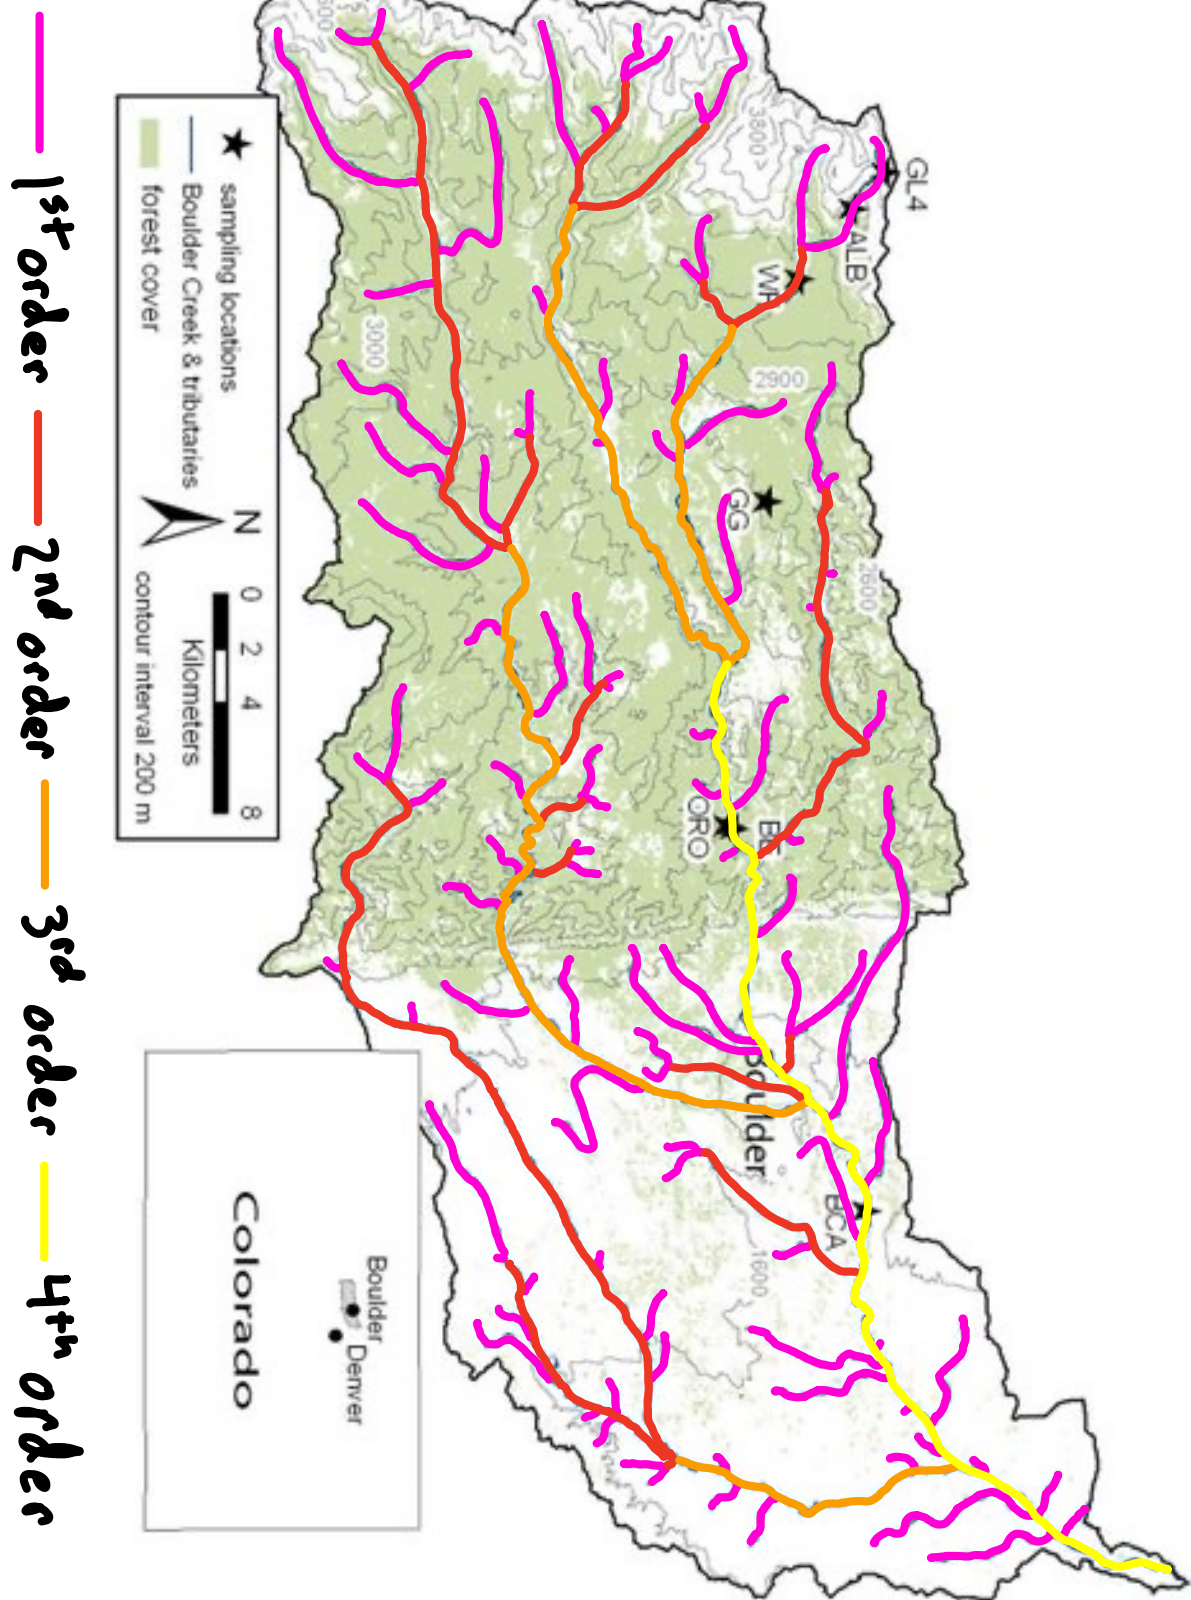 GL4
ALB
3800
WP
2900
GG
2600
3000
ORO
BE
Boulder
BCA
1600
sampling locations
Boulder Creek & tributaries
forest cover
N
0 2 4 8
Kilometers
contour interval 200 m
Boulder
Denver
Colorado
1st order
2nd order
3rd order
4th order